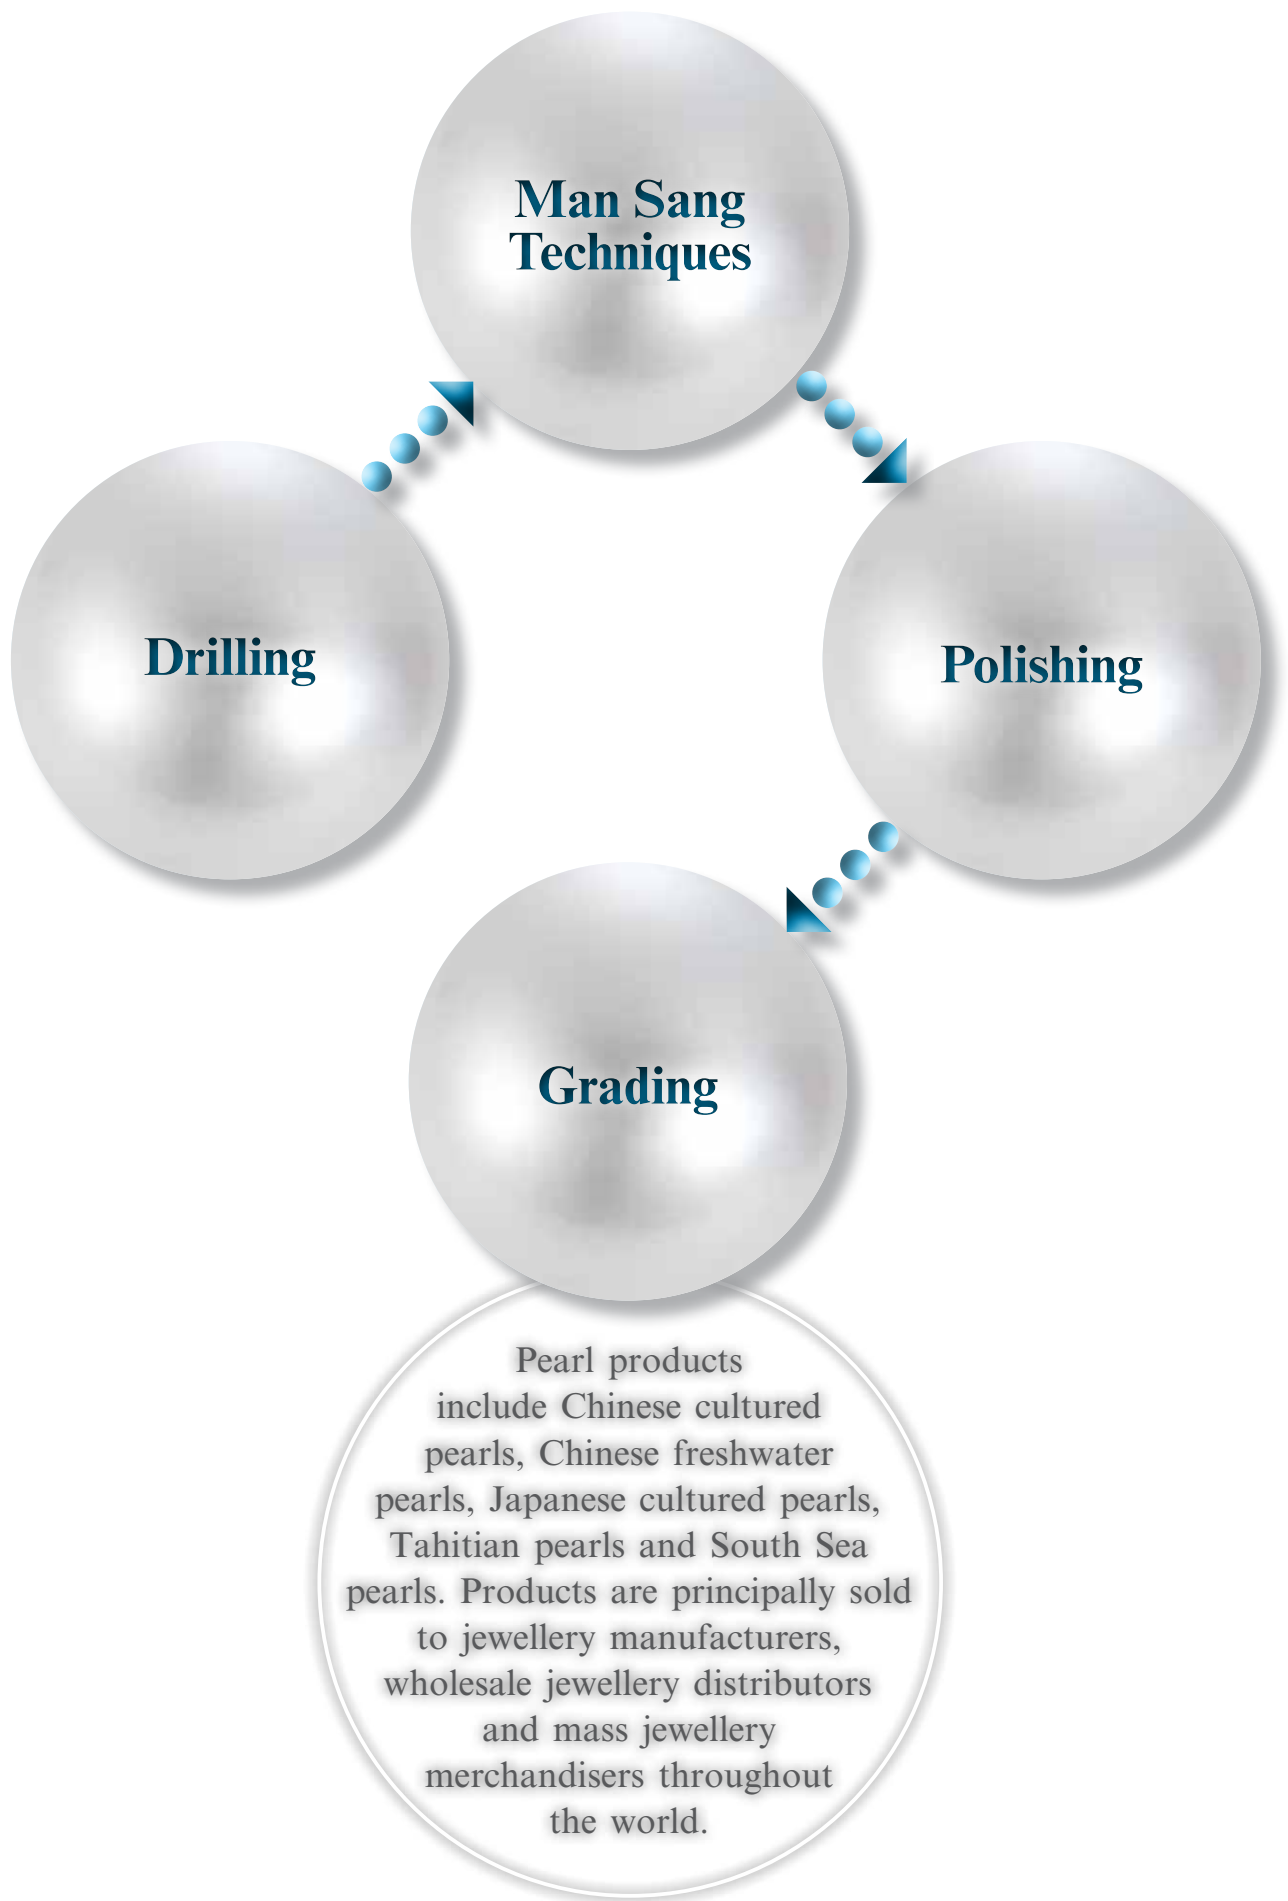 Man Sang
Techniques
Drilling
Polishing
Grading
Pearl products
include Chinese cultured
pearls, Chinese freshwater
pearls, Japanese cultured pearls,
Tahitian pearls and South Sea
pearls. Products are principally sold
to jewellery manufacturers,
wholesale jewellery distributors
and mass jewellery
merchandisers throughout
the world.